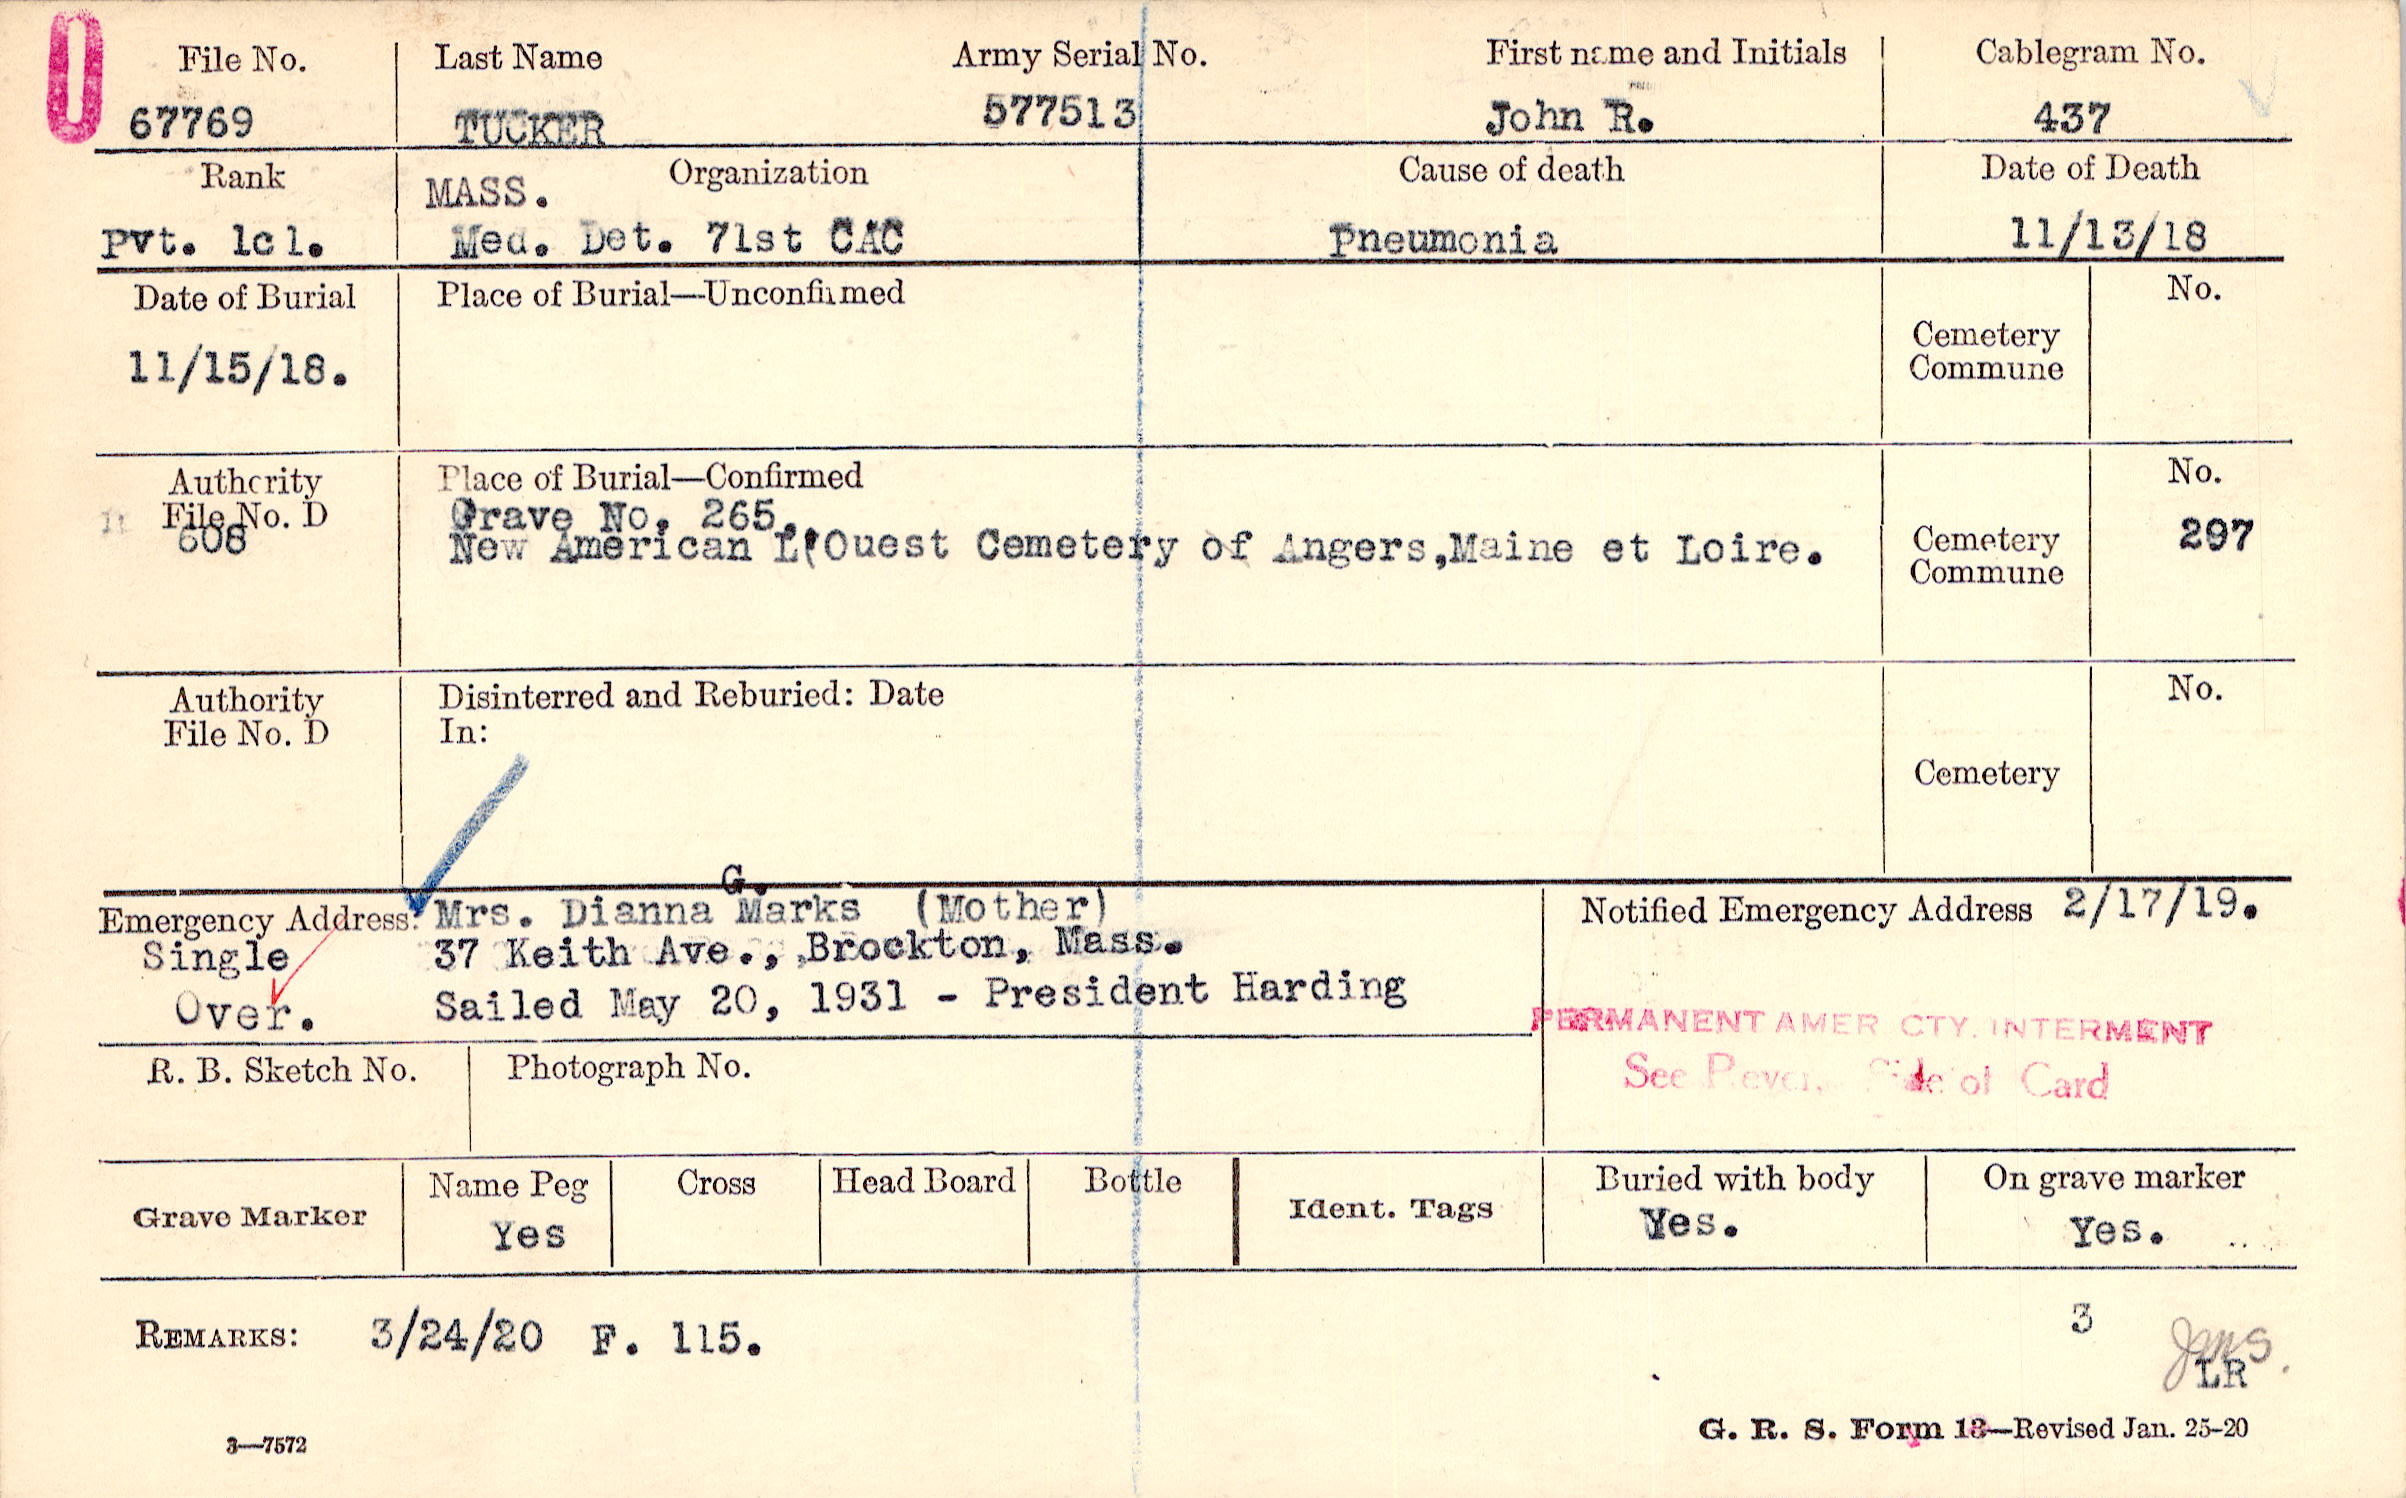 0
File No.
67769
Last Name
TUCKER
Army Serial No.
577513
First name and Initials
John R.
Cablegram No.
437
Rank
Pvt. 1cl.
MASS. Organization
Med. Det. 71st CAC
Cause of death
Pneumonia
Date of Death
11/13/18
Date of Burial
11/15/18.
Place of Burial—Unconfirmed
Cemetery
Commune
No.
Authority
File No. D
608
Place of Burial—Confirmed
Grave No. 265.
New American L'Ouest Cemetery of Angers,Maine et Loire.
Cemetery
Commune
No.
297
Authority
File No. D
Disinterred and Reburied: Date
In:
Cemetery
No.
Emergency Address:
Single
Over.
G.
Mrs. Dianna Marks (Mother)
37 Keith Ave., Brockton, Mass.
Sailed May 20, 1931 - President Harding
Notified Emergency Address 2/17/19.
PERMANENT AMER CTY. INTERMENT
See Side of Card
R. B. Sketch No.
Photograph No.
Grave Marker
Name Peg
Yes
Cross
Head Board
Bottle
Ident. Tags
Buried with body
Yes.
On grave marker
Yes.
REMARKS: 3/24/20 F. 115.
3
LR
3—7572
G. R. S. Form 13—Revised Jan. 25-20